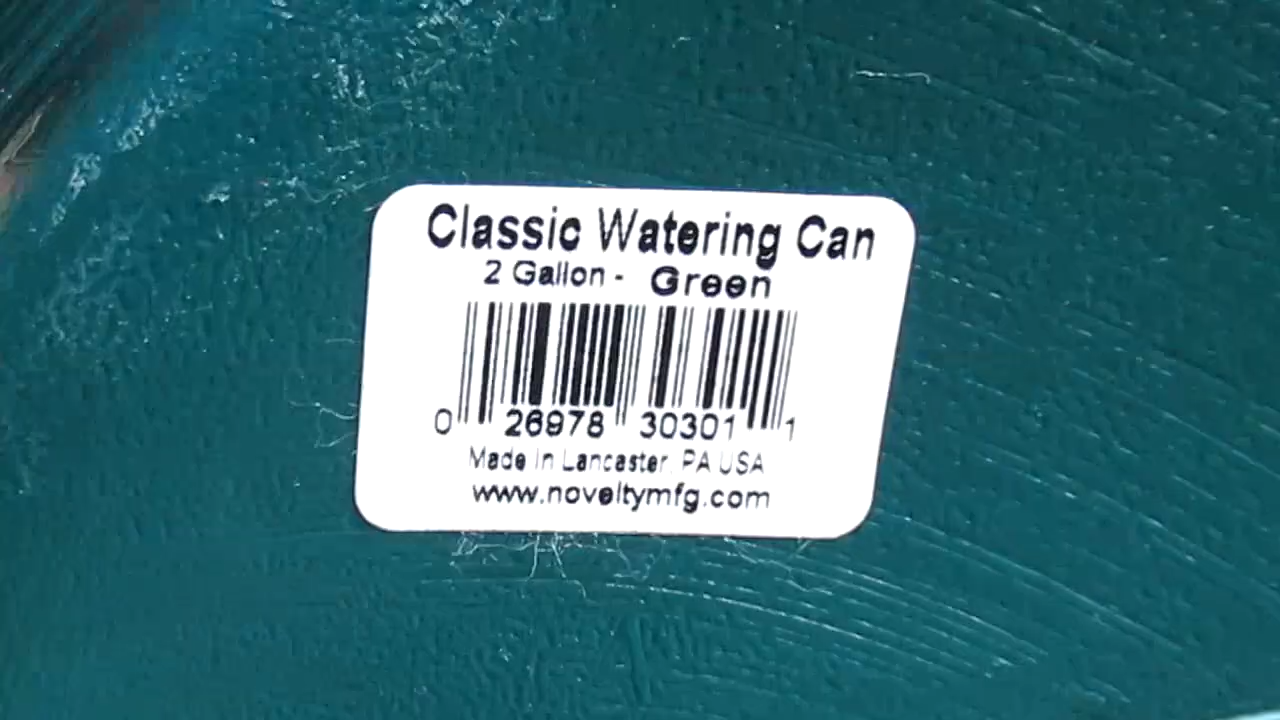 Classic Watering Can
2 Gallon - Green
0 26978 30301 1
Made in Lancaster, PA USA
www.noveltymfg.com